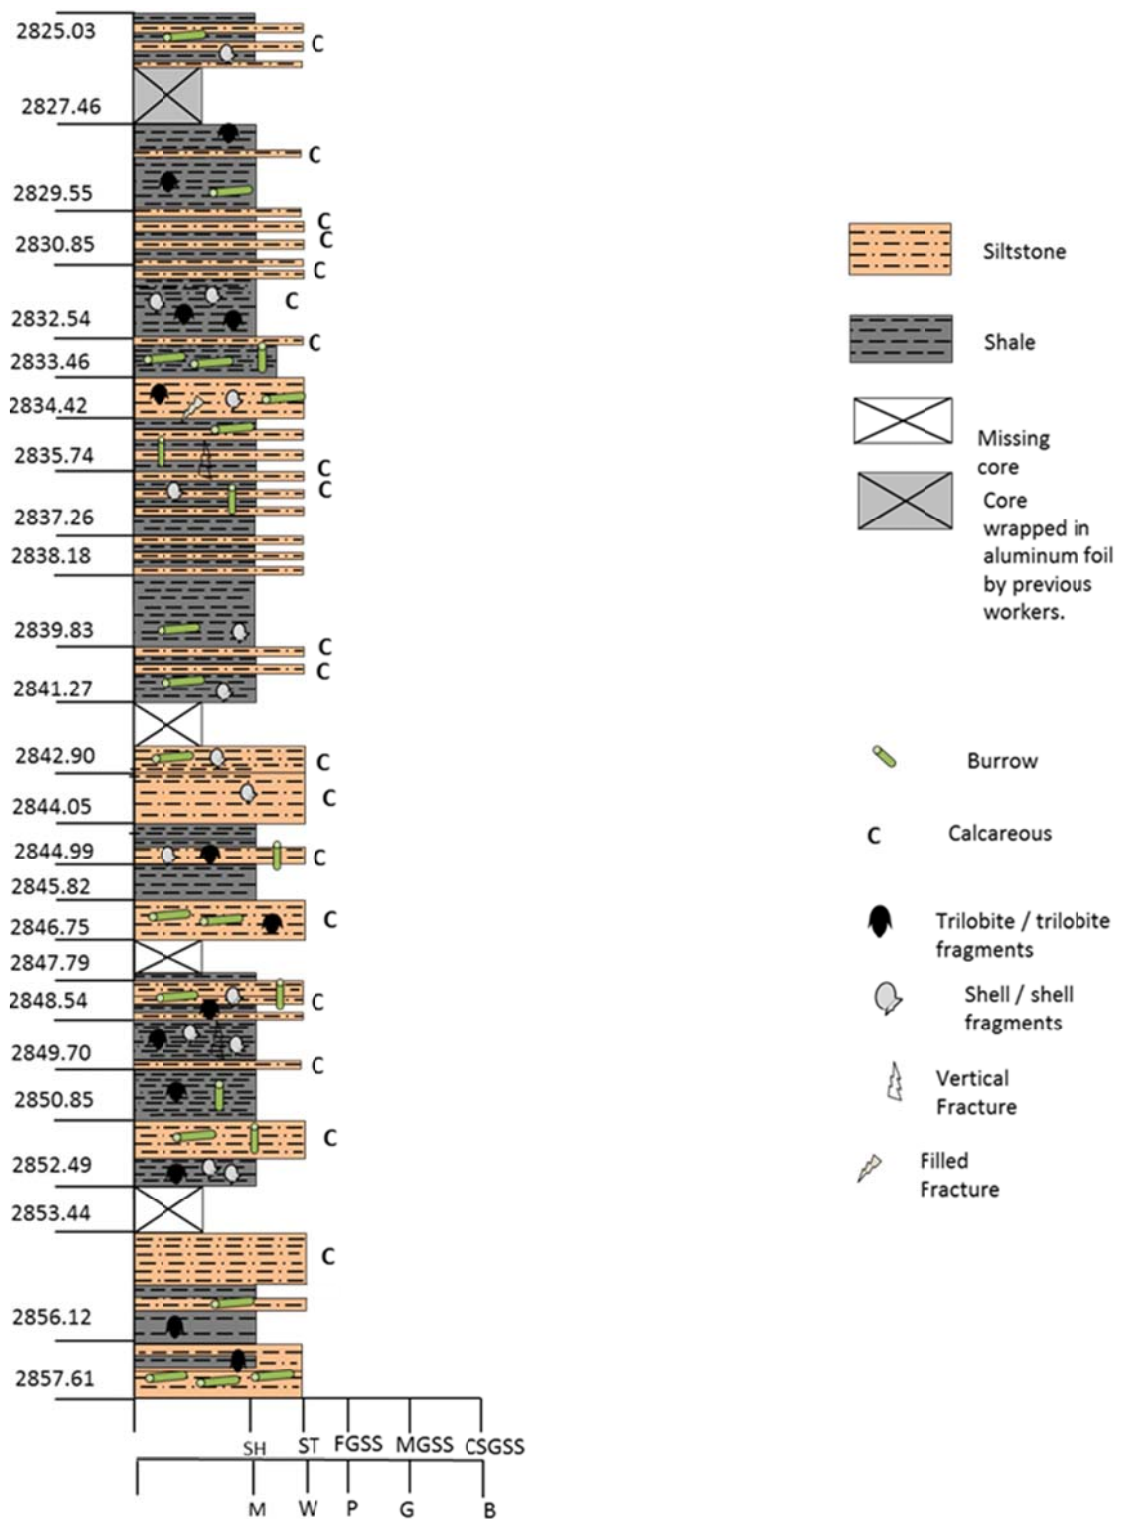 2825.03
C
2827.46
C
2829.55
C
2830.85
C
C
C
2832.54
C
2833.46
2834.42
2835.74
C
C
2837.26
2838.18
2839.83
C
C
2841.27
2842.90
C
C
2844.05
2844.99
C
2845.82
2846.75
C
2847.79
2848.54
C
2849.70
C
2850.85
C
2852.49
2853.44
C
2856.12
2857.61
SH ST FGSS MGSS CSGSS
M W P G B
Siltstone
Shale
Missing
core
Core
wrapped in
aluminum foil
by previous
workers.
Burrow
C Calcareous
Trilobite / trilobite
fragments
Shell / shell
fragments
Vertical
Fracture
Filled
Fracture